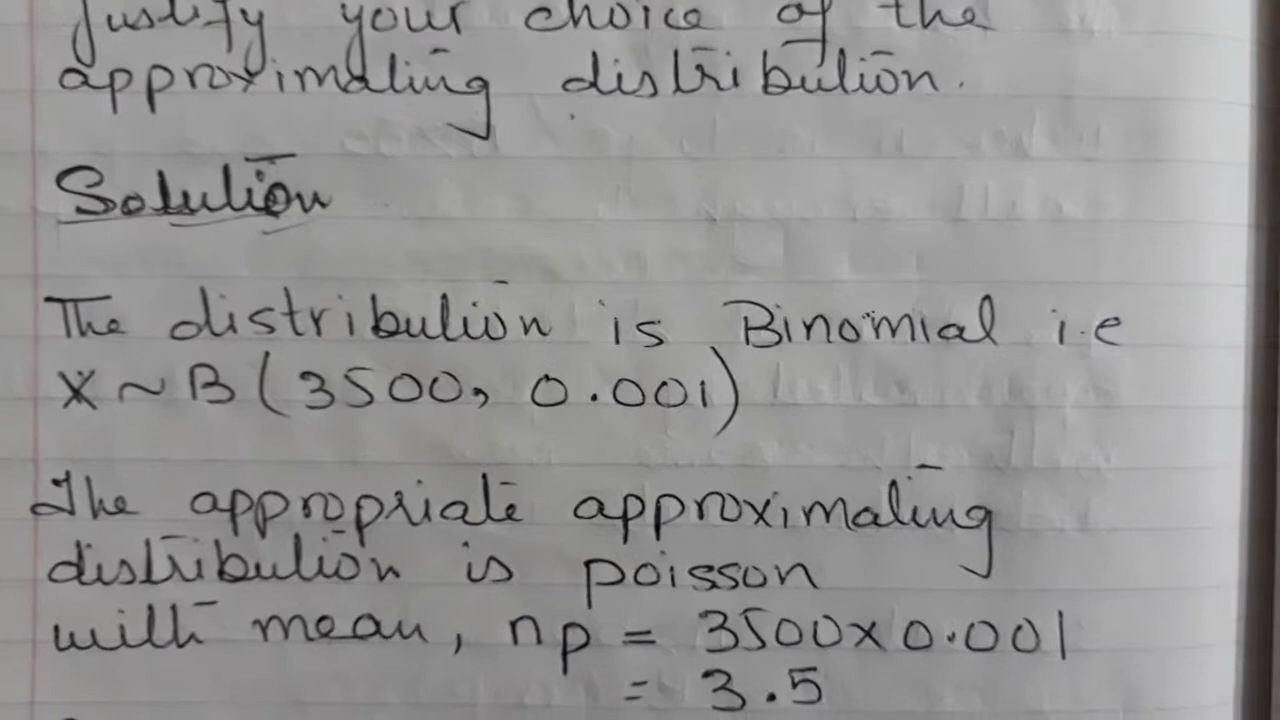 justify your choice of the
approximating distribution.
Solution
The distribution is Binomial i.e
X ~ B (3500, 0.001)
The appropriate approximating
distribution is poisson
with mean, np = 3500 x 0.001
= 3.5